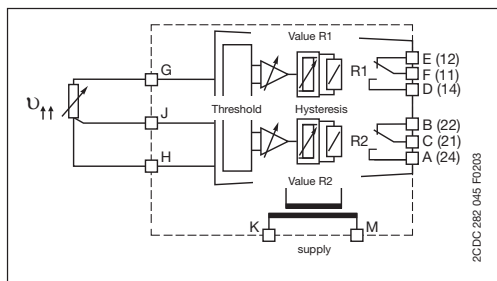 Value R1
G
R1
E (12)
F (11)
D (14)
υ↑↑
J
Threshold
Hysteresis
B (22)
R2
C (21)
H
A (24)
Value R2
K
M
supply
2CDC 282 045 F0203